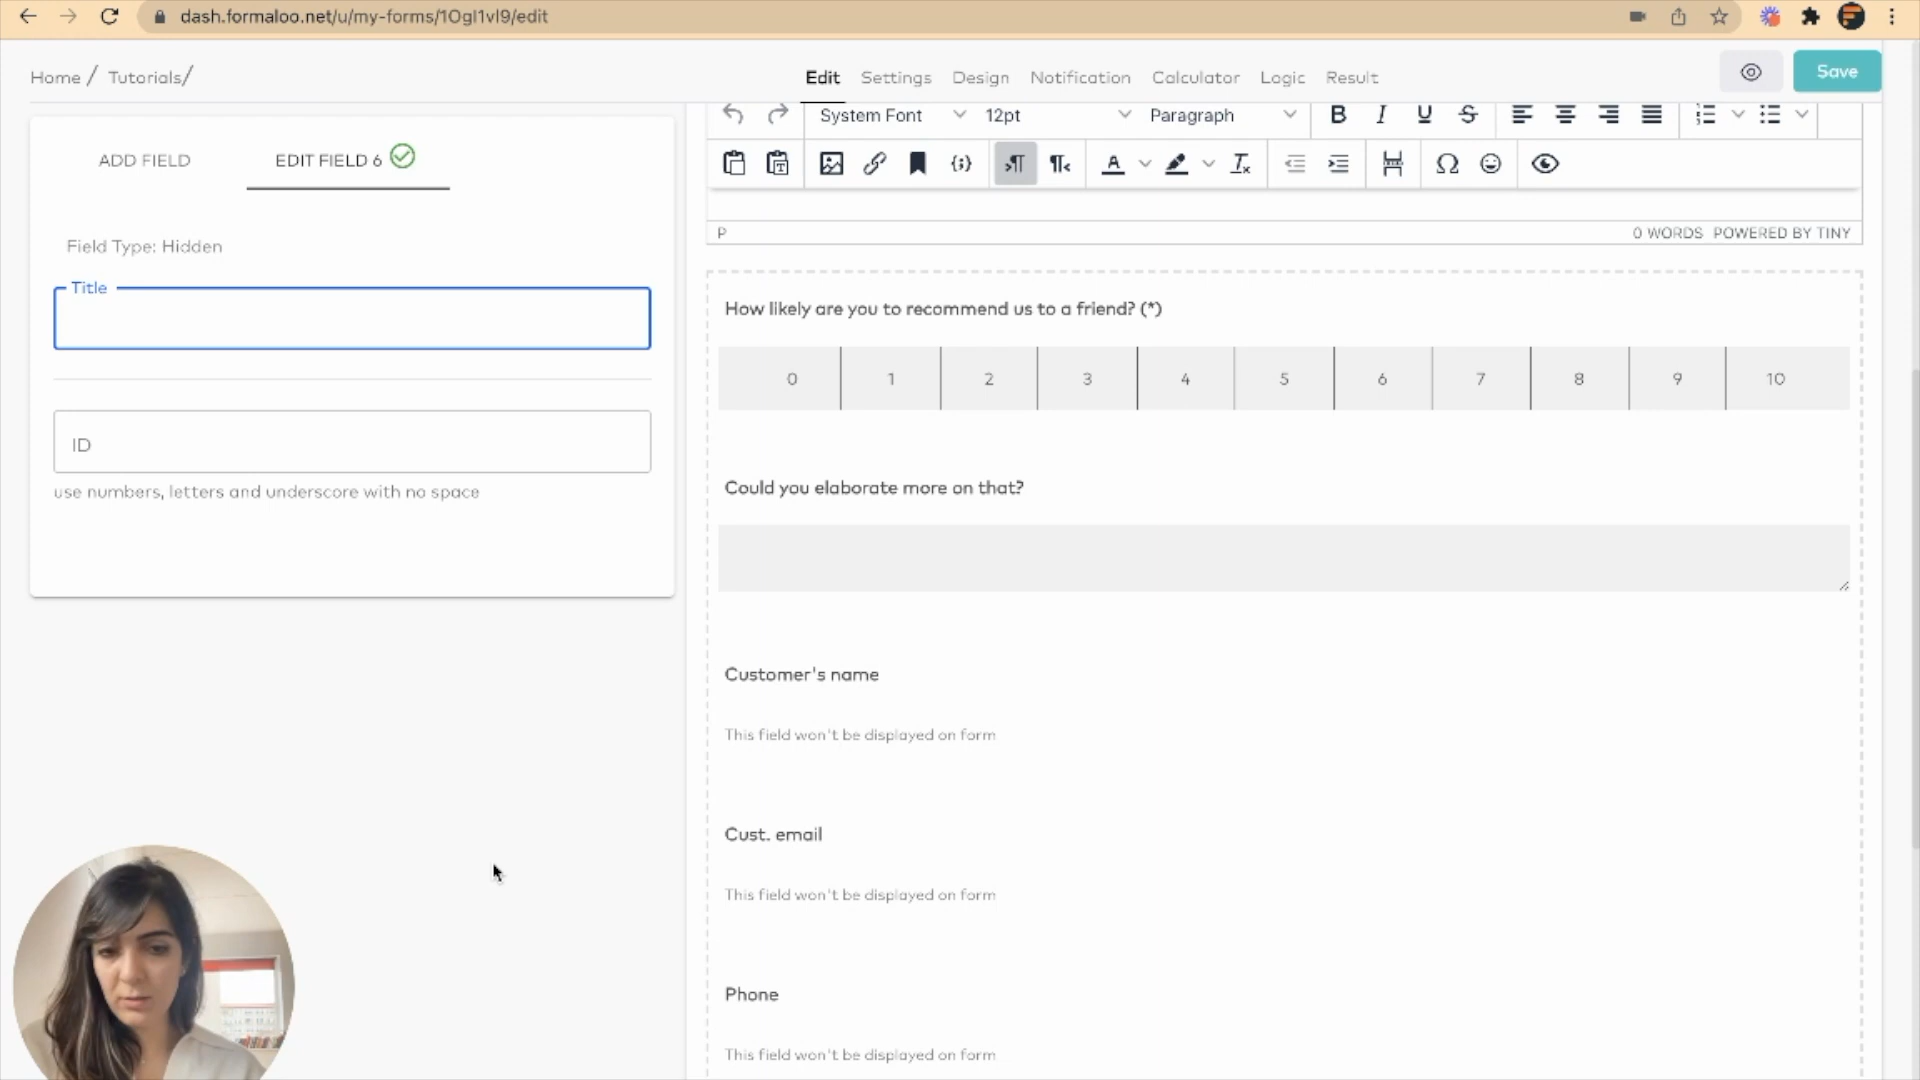 dash.formaloo.net/u/my-forms/1Ogl1vl9/edit
Home / Tutorials/
Edit Settings Design Notification Calculator Logic Result
Save
System Font 12pt Paragraph B I U S
ADD FIELD EDIT FIELD 6
Field Type: Hidden
P 0 WORDS POWERED BY TINY
Title
How likely are you to recommend us to a friend? (*)
0 1 2 3 4 5 6 7 8 9 10
ID
use numbers, letters and underscore with no space
Could you elaborate more on that?
Customer's name
This field won't be displayed on form
Cust. email
This field won't be displayed on form
Phone
This field won't be displayed on form